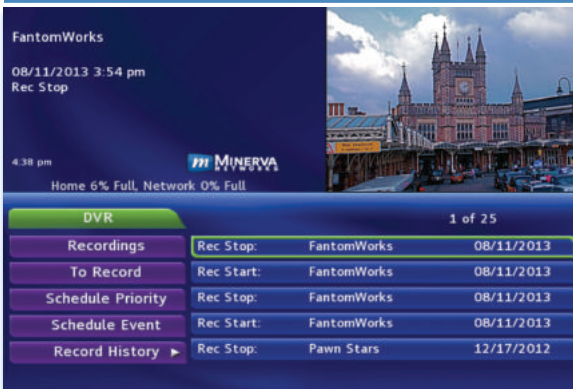 FantomWorks
08/11/2013 3:54 pm
Rec Stop
4:38 pm
m MINERVA
NETWORKS
Home 6% Full, Network 0% Full
DVR 1 of 25
Recordings Rec Stop: FantomWorks 08/11/2013
To Record Rec Start: FantomWorks 08/11/2013
Schedule Priority Rec Stop: FantomWorks 08/11/2013
Schedule Event Rec Start: FantomWorks 08/11/2013
Record History Rec Stop: Pawn Stars 12/17/2012